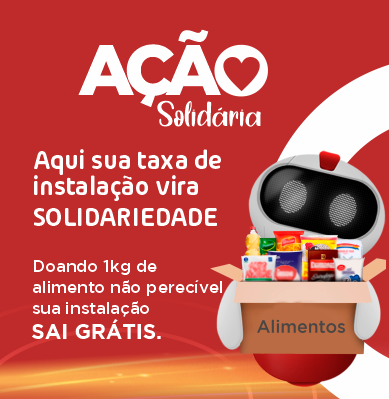 AÇÃO
Solidária
Aqui sua taxa de
instalação vira
SOLIDARIEDADE
Doando 1kg de
alimento não perecível
sua instalação
SAI GRÁTIS.
Alimentos